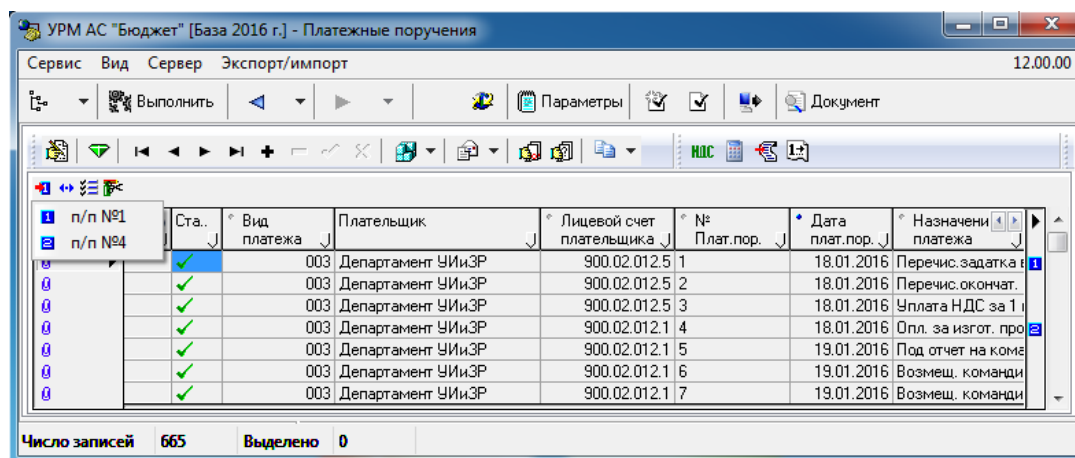 УРМ АС "Бюджет" [База 2016 г.] - Платежные поручения
Сервис Вид Сервер Экспорт/импорт 12.00.00
Выполнить Параметры Документ
НДС
1 п/п №1
2 п/п №4
Ста.. Вид платежа Плательщик Лицевой счет плательщика № Плат.пор. Дата плат.пор. Назначени платежа
003 Департамент УИиЗР 900.02.012.5 1 18.01.2016 Перечис.задатка 1
003 Департамент УИиЗР 900.02.012.5 2 18.01.2016 Перечис.окончат.
003 Департамент УИиЗР 900.02.012.5 3 18.01.2016 Уплата НДС за 1
003 Департамент УИиЗР 900.02.012.1 4 18.01.2016 Опл. за изгот. про 2
003 Департамент УИиЗР 900.02.012.1 5 19.01.2016 Под отчет на кома
003 Департамент УИиЗР 900.02.012.1 6 19.01.2016 Возмещ. команди
003 Департамент УИиЗР 900.02.012.1 7 19.01.2016 Возмещ. команди
Число записей 665 Выделено 0